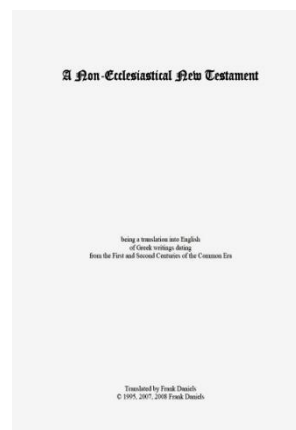 A Non-Ecclesiastical New Testament
being a translation into English
of Greek writings dating
from the First and Second Centuries of the Common Era
Translated by Frank Daniels
© 1995, 2007, 2008 Frank Daniels